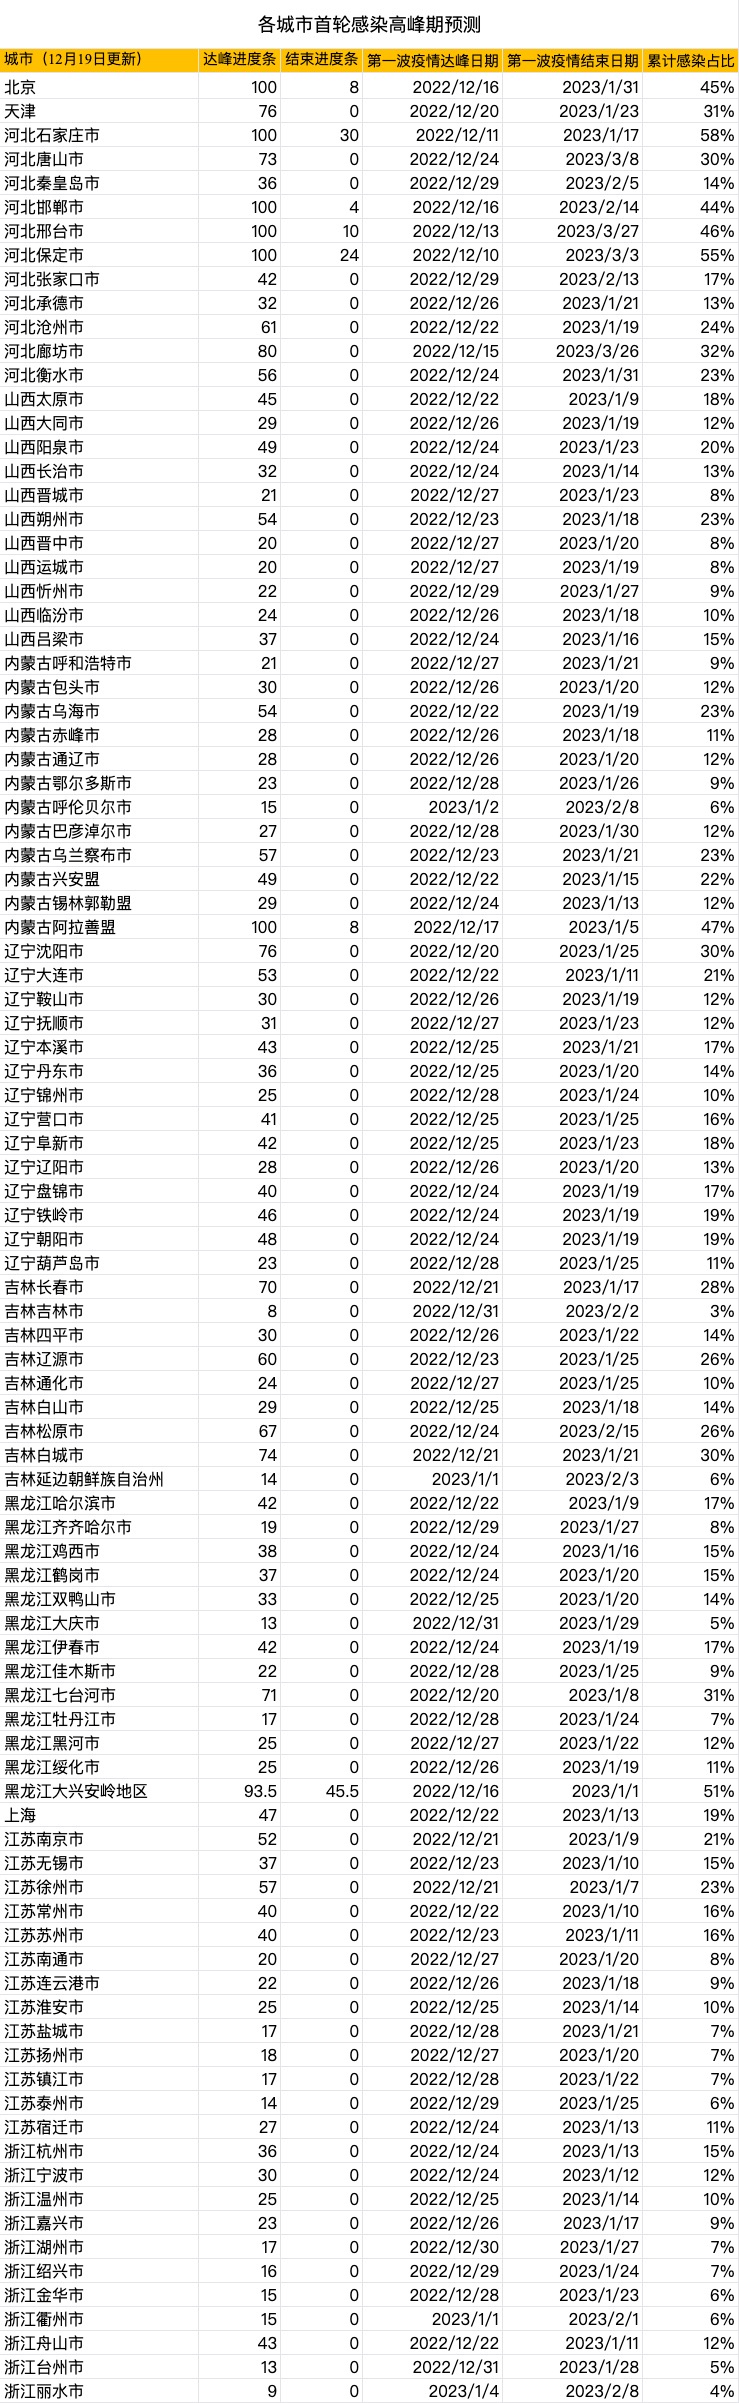 各城市首轮感染高峰期预测
城市（12月19日更新） 达峰进度条 结束进度条 第一波疫情达峰日期 第一波疫情结束日期 累计感染占比
北京 100 8 2022/12/16 2023/1/31 45%
天津 76 0 2022/12/20 2023/1/23 31%
河北石家庄市 100 30 2022/12/11 2023/1/17 58%
河北唐山市 73 0 2022/12/24 2023/3/8 30%
河北秦皇岛市 36 0 2022/12/29 2023/2/5 14%
河北邯郸市 100 4 2022/12/16 2023/2/14 44%
河北邢台市 100 10 2022/12/13 2023/3/27 46%
河北保定市 100 24 2022/12/10 2023/3/3 55%
河北张家口市 42 0 2022/12/29 2023/2/13 17%
河北承德市 32 0 2022/12/26 2023/1/21 13%
河北沧州市 61 0 2022/12/22 2023/1/19 24%
河北廊坊市 80 0 2022/12/15 2023/3/26 32%
河北衡水市 56 0 2022/12/24 2023/1/31 23%
山西太原市 45 0 2022/12/22 2023/1/9 18%
山西大同市 29 0 2022/12/26 2023/1/19 12%
山西阳泉市 49 0 2022/12/24 2023/1/23 20%
山西长治市 32 0 2022/12/24 2023/1/14 13%
山西晋城市 21 0 2022/12/27 2023/1/23 8%
山西朔州市 54 0 2022/12/23 2023/1/18 23%
山西晋中市 20 0 2022/12/27 2023/1/20 8%
山西运城市 20 0 2022/12/27 2023/1/19 8%
山西忻州市 22 0 2022/12/29 2023/1/27 9%
山西临汾市 24 0 2022/12/26 2023/1/18 10%
山西吕梁市 37 0 2022/12/24 2023/1/16 15%
内蒙古呼和浩特市 21 0 2022/12/27 2023/1/21 9%
内蒙古包头市 30 0 2022/12/26 2023/1/20 12%
内蒙古乌海市 54 0 2022/12/22 2023/1/19 23%
内蒙古赤峰市 28 0 2022/12/26 2023/1/18 11%
内蒙古通辽市 28 0 2022/12/26 2023/1/20 12%
内蒙古鄂尔多斯市 23 0 2022/12/28 2023/1/26 9%
内蒙古呼伦贝尔市 15 0 2023/1/2 2023/2/8 6%
内蒙古巴彦淖尔市 27 0 2022/12/28 2023/1/30 12%
内蒙古乌兰察布市 57 0 2022/12/23 2023/1/21 23%
内蒙古兴安盟 49 0 2022/12/22 2023/1/15 22%
内蒙古锡林郭勒盟 29 0 2022/12/24 2023/1/13 12%
内蒙古阿拉善盟 100 8 2022/12/17 2023/1/5 47%
辽宁沈阳市 76 0 2022/12/20 2023/1/25 30%
辽宁大连市 53 0 2022/12/22 2023/1/11 21%
辽宁鞍山市 30 0 2022/12/26 2023/1/19 12%
辽宁抚顺市 31 0 2022/12/27 2023/1/23 12%
辽宁本溪市 43 0 2022/12/25 2023/1/21 17%
辽宁丹东市 36 0 2022/12/25 2023/1/20 14%
辽宁锦州市 25 0 2022/12/28 2023/1/24 10%
辽宁营口市 41 0 2022/12/25 2023/1/25 16%
辽宁阜新市 42 0 2022/12/25 2023/1/23 18%
辽宁辽阳市 28 0 2022/12/26 2023/1/20 13%
辽宁盘锦市 40 0 2022/12/24 2023/1/19 17%
辽宁铁岭市 46 0 2022/12/24 2023/1/19 19%
辽宁朝阳市 48 0 2022/12/24 2023/1/19 19%
辽宁葫芦岛市 23 0 2022/12/28 2023/1/25 11%
吉林长春市 70 0 2022/12/21 2023/1/17 28%
吉林吉林市 8 0 2022/12/31 2023/2/2 3%
吉林四平市 30 0 2022/12/26 2023/1/22 14%
吉林辽源市 60 0 2022/12/23 2023/1/25 26%
吉林通化市 24 0 2022/12/27 2023/1/25 10%
吉林白山市 29 0 2022/12/25 2023/1/18 14%
吉林松原市 67 0 2022/12/24 2023/2/15 26%
吉林白城市 74 0 2022/12/21 2023/1/21 30%
吉林延边朝鲜族自治州 14 0 2023/1/1 2023/2/3 6%
黑龙江哈尔滨市 42 0 2022/12/22 2023/1/9 17%
黑龙江齐齐哈尔市 19 0 2022/12/29 2023/1/27 8%
黑龙江鸡西市 38 0 2022/12/24 2023/1/16 15%
黑龙江鹤岗市 37 0 2022/12/24 2023/1/20 15%
黑龙江双鸭山市 33 0 2022/12/25 2023/1/20 14%
黑龙江大庆市 13 0 2022/12/31 2023/1/29 5%
黑龙江伊春市 42 0 2022/12/24 2023/1/19 17%
黑龙江佳木斯市 22 0 2022/12/28 2023/1/25 9%
黑龙江七台河市 71 0 2022/12/20 2023/1/8 31%
黑龙江牡丹江市 17 0 2022/12/28 2023/1/24 7%
黑龙江黑河市 25 0 2022/12/27 2023/1/22 12%
黑龙江绥化市 25 0 2022/12/26 2023/1/19 11%
黑龙江大兴安岭地区 93.5 45.5 2022/12/16 2023/1/1 51%
上海 47 0 2022/12/22 2023/1/13 19%
江苏南京市 52 0 2022/12/21 2023/1/9 21%
江苏无锡市 37 0 2022/12/23 2023/1/10 15%
江苏徐州市 57 0 2022/12/21 2023/1/7 23%
江苏常州市 40 0 2022/12/22 2023/1/10 16%
江苏苏州市 40 0 2022/12/23 2023/1/11 16%
江苏南通市 20 0 2022/12/27 2023/1/20 8%
江苏连云港市 22 0 2022/12/26 2023/1/18 9%
江苏淮安市 25 0 2022/12/25 2023/1/14 10%
江苏盐城市 17 0 2022/12/28 2023/1/21 7%
江苏扬州市 18 0 2022/12/27 2023/1/20 7%
江苏镇江市 17 0 2022/12/28 2023/1/22 7%
江苏泰州市 14 0 2022/12/29 2023/1/25 6%
江苏宿迁市 27 0 2022/12/24 2023/1/13 11%
浙江杭州市 36 0 2022/12/24 2023/1/13 15%
浙江宁波市 30 0 2022/12/24 2023/1/12 12%
浙江温州市 25 0 2022/12/25 2023/1/14 10%
浙江嘉兴市 23 0 2022/12/26 2023/1/17 9%
浙江湖州市 17 0 2022/12/30 2023/1/27 7%
浙江绍兴市 16 0 2022/12/29 2023/1/24 7%
浙江金华市 15 0 2022/12/28 2023/1/23 6%
浙江衢州市 15 0 2023/1/1 2023/2/1 6%
浙江舟山市 43 0 2022/12/22 2023/1/11 12%
浙江台州市 13 0 2022/12/31 2023/1/28 5%
浙江丽水市 9 0 2023/1/4 2023/2/8 4%